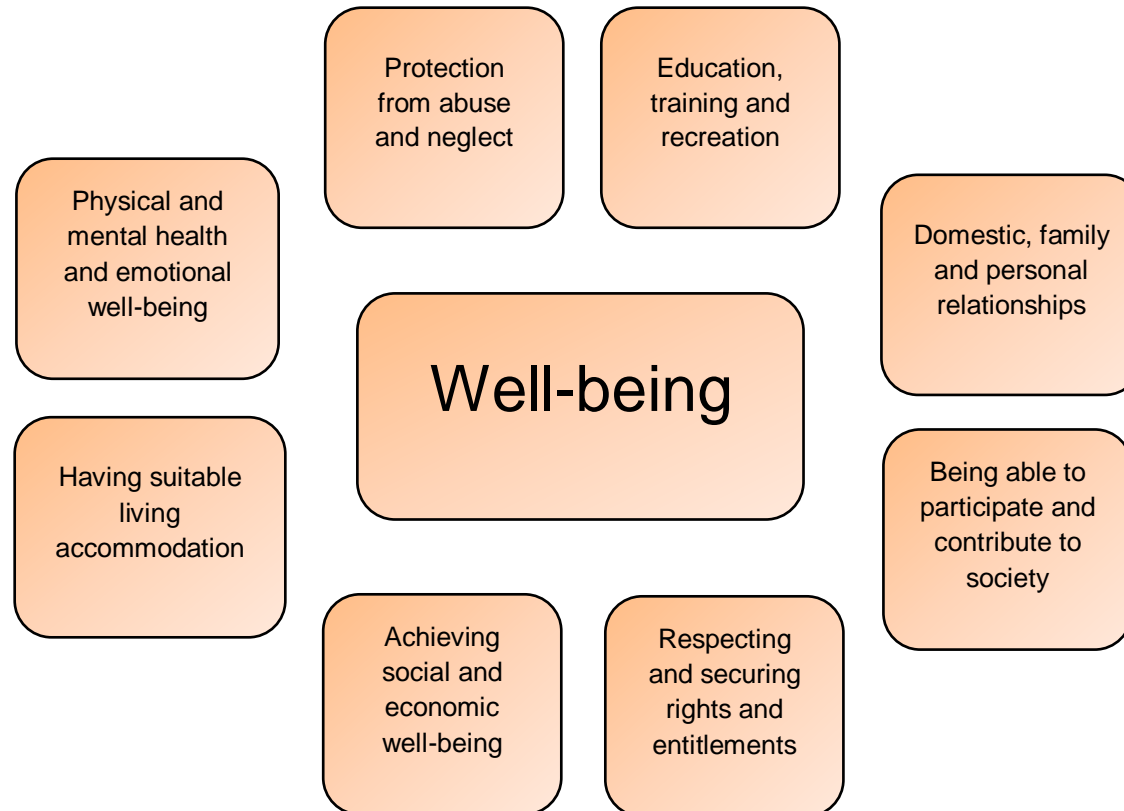 Protection
from abuse
and neglect
Education,
training and
recreation
Physical and
mental health
and emotional
well-being
Domestic, family
and personal
relationships
Well-being
Having suitable
living
accommodation
Being able to
participate and
contribute to
society
Achieving
social and
economic
well-being
Respecting
and securing
rights and
entitlements